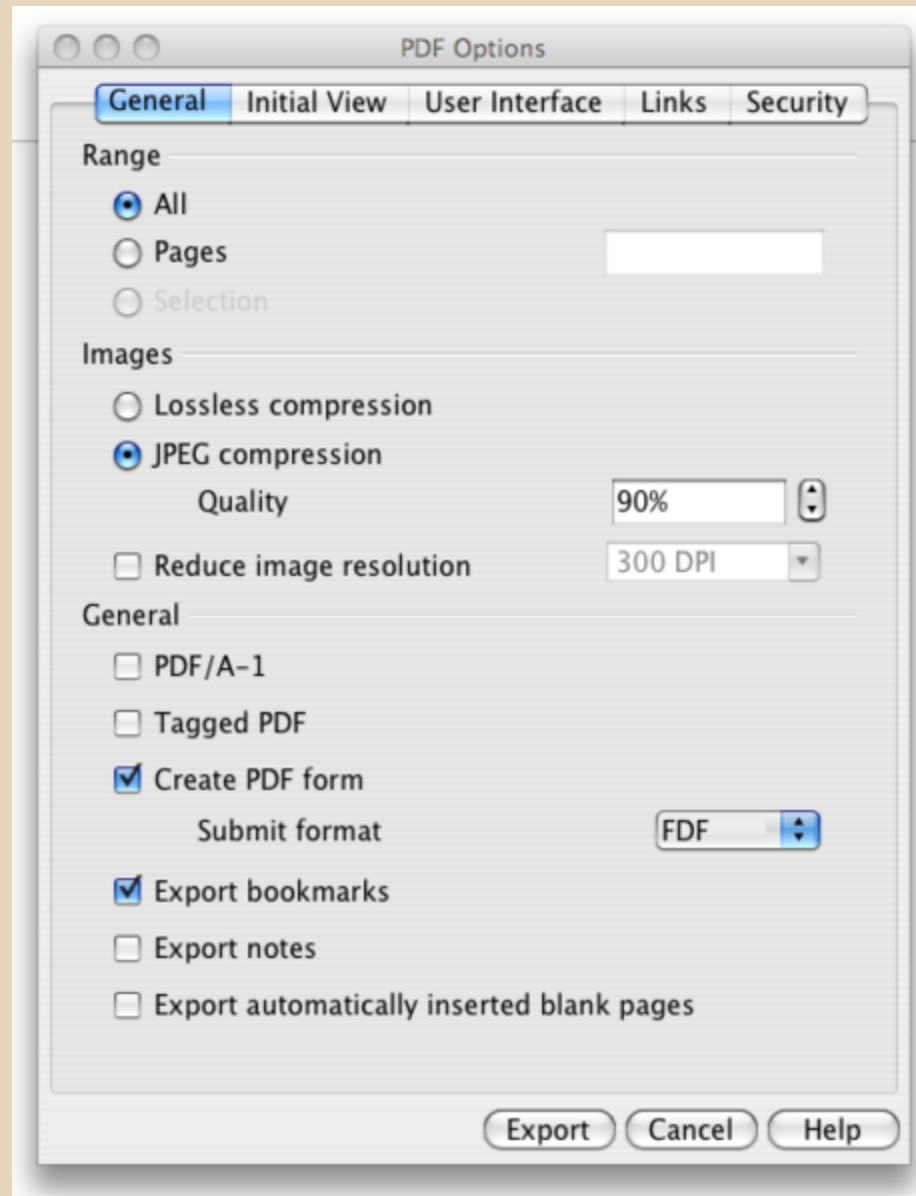 PDF Options
General Initial View User Interface Links Security
Range
All
Pages
Selection
Images
Lossless compression
JPEG compression
Quality 90%
Reduce image resolution 300 DPI
General
PDF/A-1
Tagged PDF
Create PDF form
Submit format FDF
Export bookmarks
Export notes
Export automatically inserted blank pages
Export Cancel Help